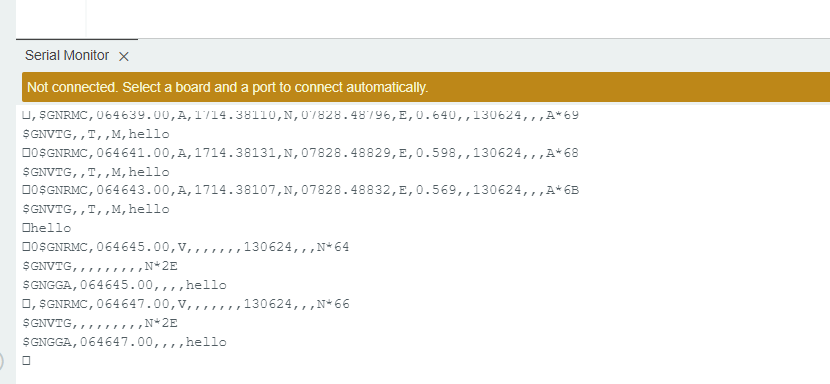 Serial Monitor ×
Not connected. Select a board and a port to connect automatically.
□,$GNRMC,064639.00,A,1714.38110,N,07828.48796,E,0.640,,130624,,,A*69
$GNVTG,,T,,M,hello
□0$GNRMC,064641.00,A,1714.38131,N,07828.48829,E,0.598,,130624,,,A*68
$GNVTG,,T,,M,hello
□0$GNRMC,064643.00,A,1714.38107,N,07828.48832,E,0.569,,130624,,,A*6B
$GNVTG,,T,,M,hello
□hello
□0$GNRMC,064645.00,V,,,,,,,130624,,,N*64
$GNVTG,,,,,,,,,N*2E
$GNGGA,064645.00,,,,hello
□,$GNRMC,064647.00,V,,,,,,,130624,,,N*66
$GNVTG,,,,,,,,,N*2E
$GNGGA,064647.00,,,,hello
□